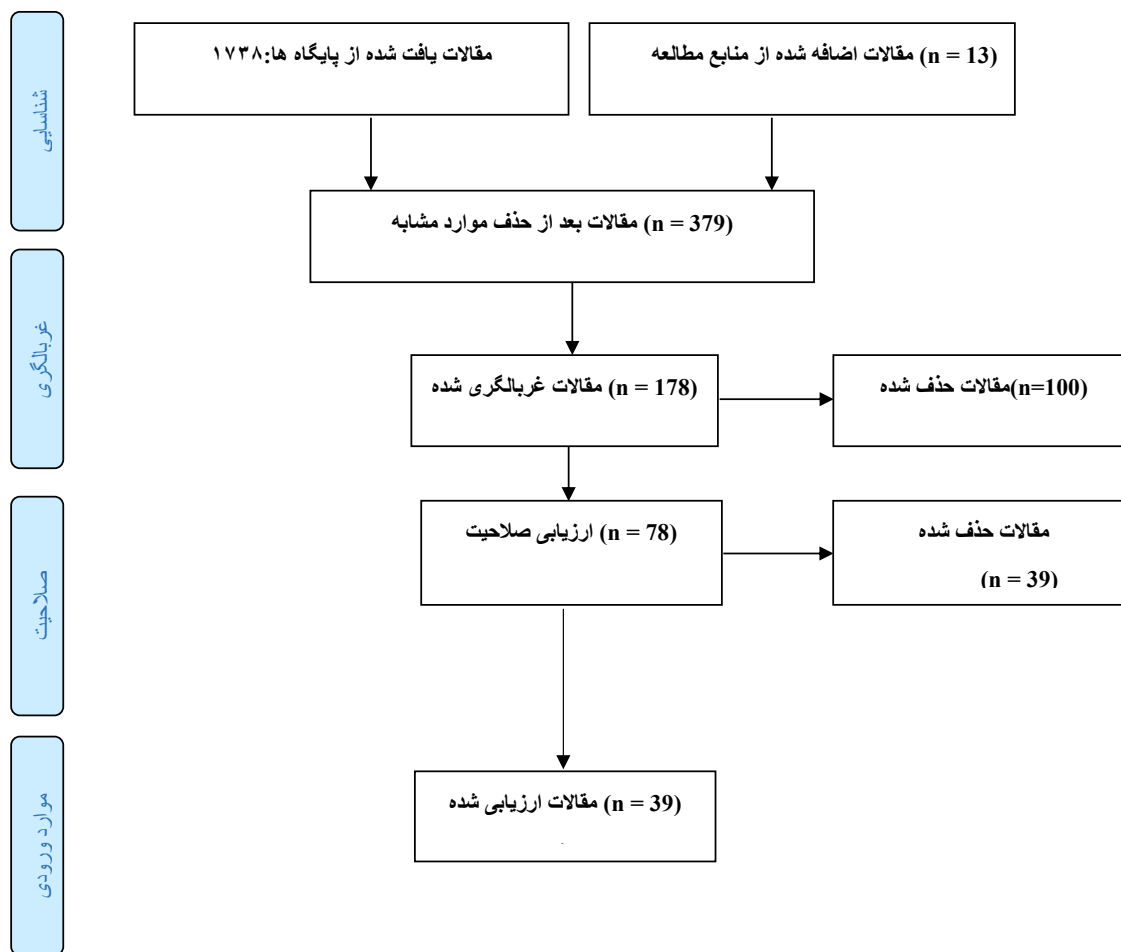 شناسایی
(n = 13) مقالات اضافه شده از منابع مطالعه
مقالات یافت شده از پایگاه ها:۱۷۳۸
(n = 379) مقالات بعد از حذف موارد مشابه
غربالگری
(n = 178) مقالات غربالگری شده
(n=100)مقالات حذف شده
صلاحیت
(n = 78) ارزیابی صلاحیت
مقالات حذف شده
(n = 39)
موارد ورودی
(n = 39) مقالات ارزیابی شده
.